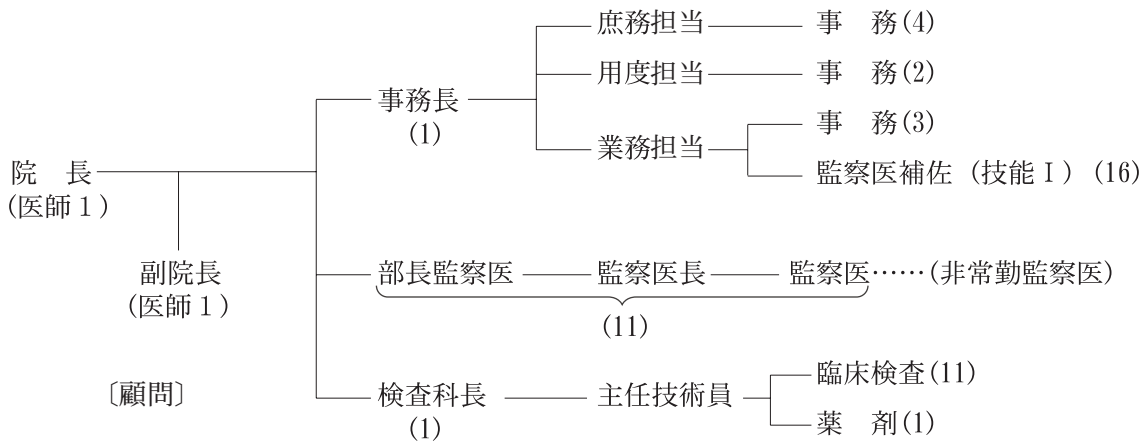 庶務担当 事　務(4)
用度担当 事　務(2)
事務長
(1)
業務担当 事　務(3)
監察医補佐（技能Ⅰ）(16)
院　長
(医師１)
副院長
(医師１)
部長監察医 監察医長 監察医……(非常勤監察医)
(11)
〔顧問〕
検査科長
(1)
主任技術員 臨床検査(11)
薬　剤(1)